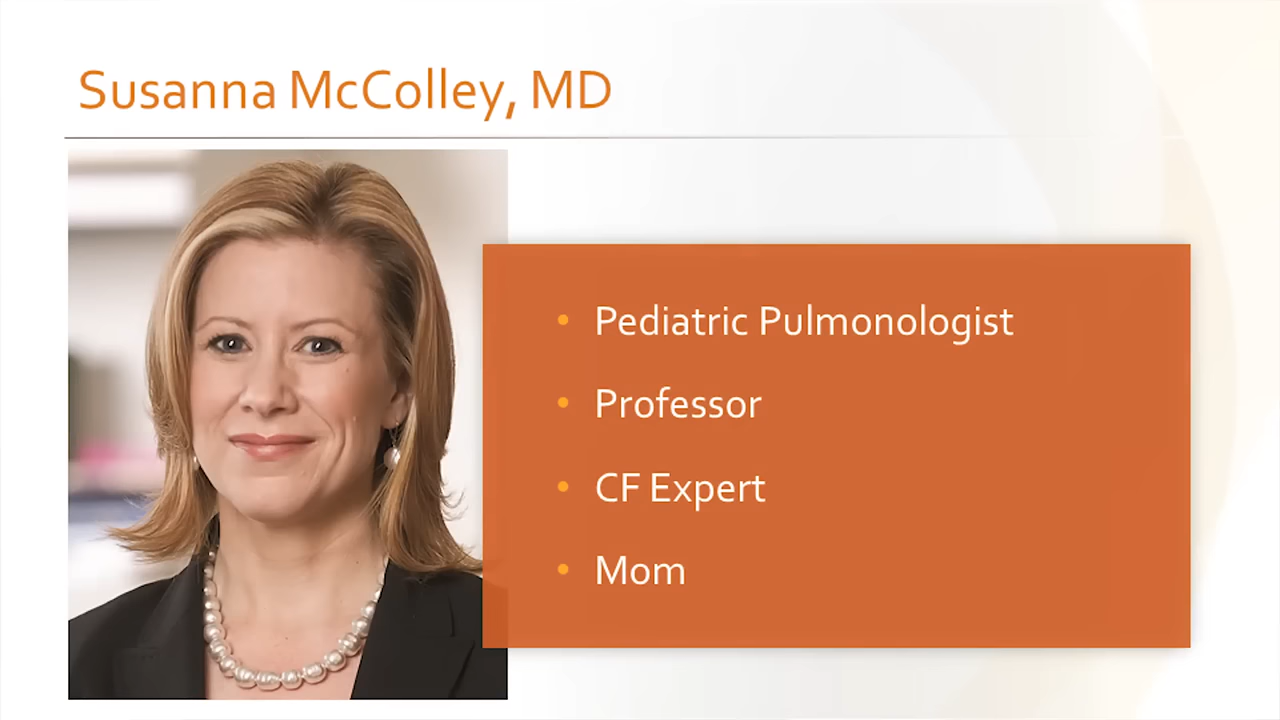 Susanna McColley, MD
• Pediatric Pulmonologist
• Professor
• CF Expert
• Mom